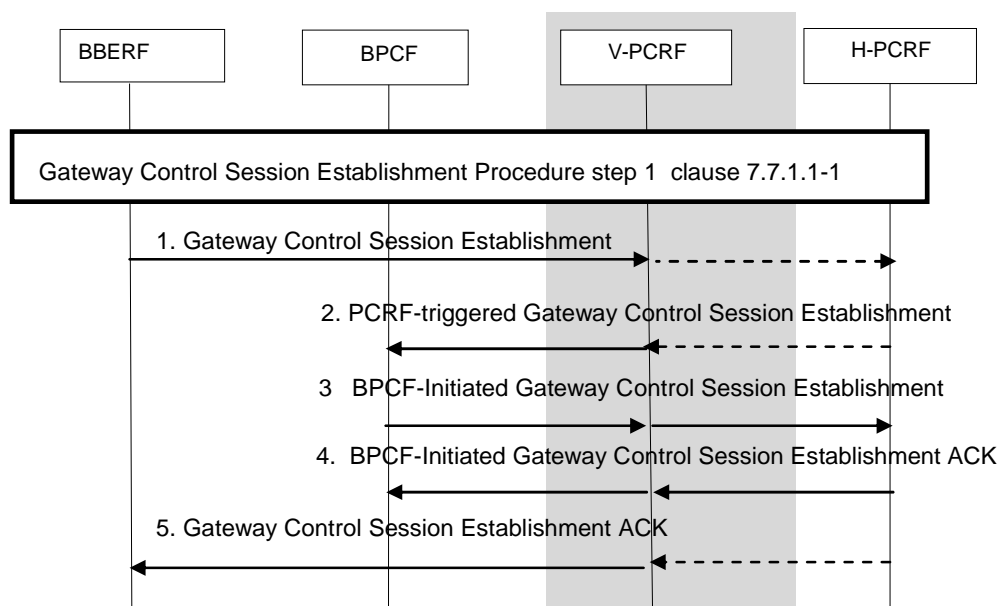 BBERF
BPCF
V-PCRF
H-PCRF
Gateway Control Session Establishment Procedure step 1 clause 7.7.1.1-1
1. Gateway Control Session Establishment
2. PCRF-triggered Gateway Control Session Establishment
3 BPCF-Initiated Gateway Control Session Establishment
4. BPCF-Initiated Gateway Control Session Establishment ACK
5. Gateway Control Session Establishment ACK